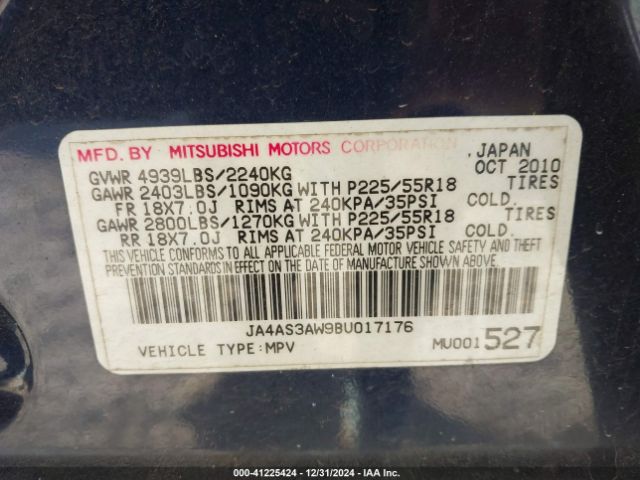 MFD. BY MITSUBISHI MOTORS CORPORATION, JAPAN
GVWR 4939LBS/2240KG OCT 2010
GAWR 2403LBS/1090KG WITH P225/55R18 TIRES
FR 18X7.0J RIMS AT 240KPA/35PSI COLD.
GAWR 2800LBS/1270KG WITH P225/55R18 TIRES
RR 18X7.0J RIMS AT 240KPA/35PSI COLD.
THIS VEHICLE CONFORMS TO ALL APPLICABLE FEDERAL MOTOR VEHICLE SAFETY AND THEFT
PREVENTION STANDARDS IN EFFECT ON THE DATE OF MANUFACTURE SHOWN ABOVE.
JA4AS3AW9BU017176
VEHICLE TYPE:MPV MU001527
000-41225424 - 12/31/2024 - IAA Inc.